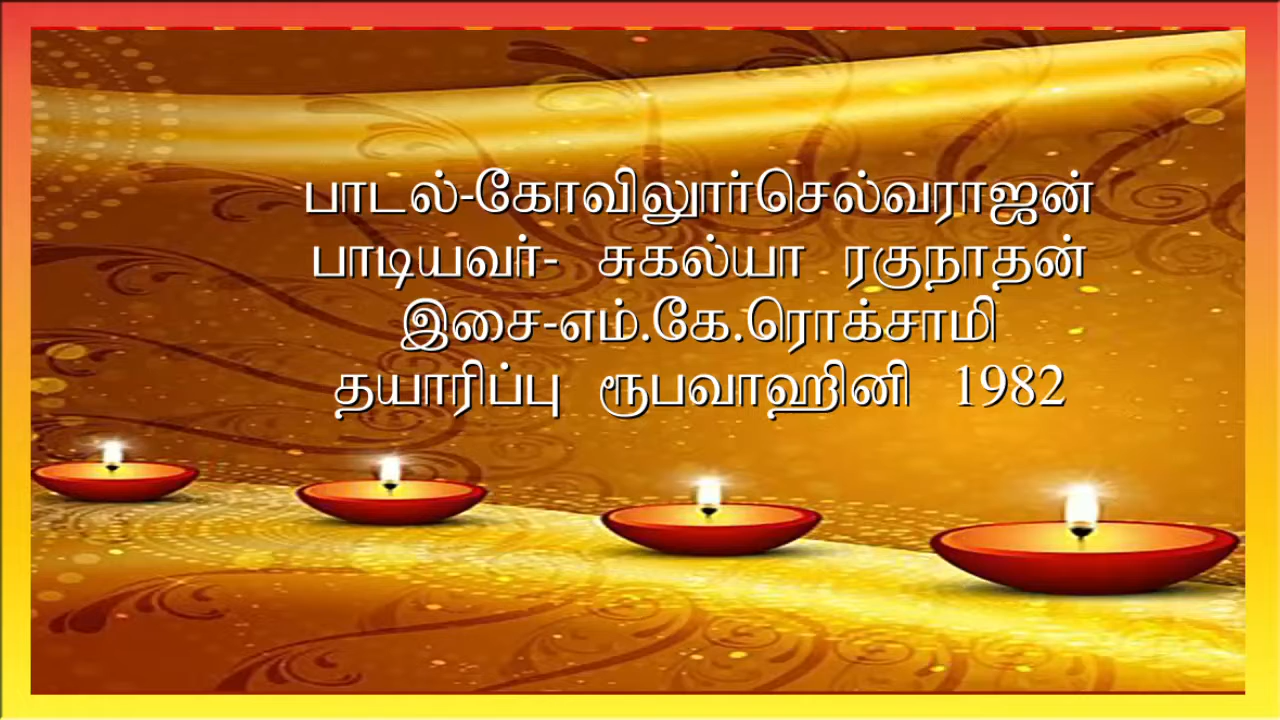 பாடல்-கோவிலூர்செல்வராஜன்
பாடியவர்- சுகல்யா ரகுநாதன்
இசை-எம்.கே.ரொக்சாமி
தயாரிப்பு ரூபவாஹினி 1982